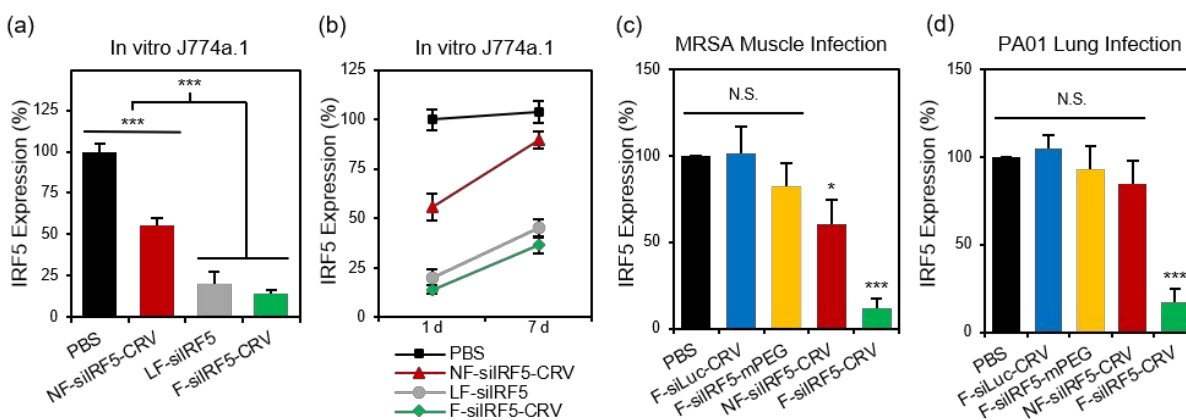 (a)
In vitro J774a.1
IRF5 Expression (%)
125
100
75
50
25
0
***
***
PBS
NF-siIRF5-CRV
LF-siIRF5
F-siIRF5-CRV
(b)
In vitro J774a.1
IRF5 Expression (%)
125
100
75
50
25
0
1 d
7 d
PBS
NF-siIRF5-CRV
LF-siIRF5
F-siIRF5-CRV
(c)
MRSA Muscle Infection
IRF5 Expression (%)
150
100
50
0
N.S.
*
***
PBS
F-siLuc-CRV
F-siIRF5-mPEG
NF-siIRF5-CRV
F-siIRF5-CRV
(d)
PA01 Lung Infection
IRF5 Expression (%)
150
100
50
0
N.S.
***
PBS
F-siLuc-CRV
F-siIRF5-mPEG
NF-siIRF5-CRV
F-siIRF5-CRV